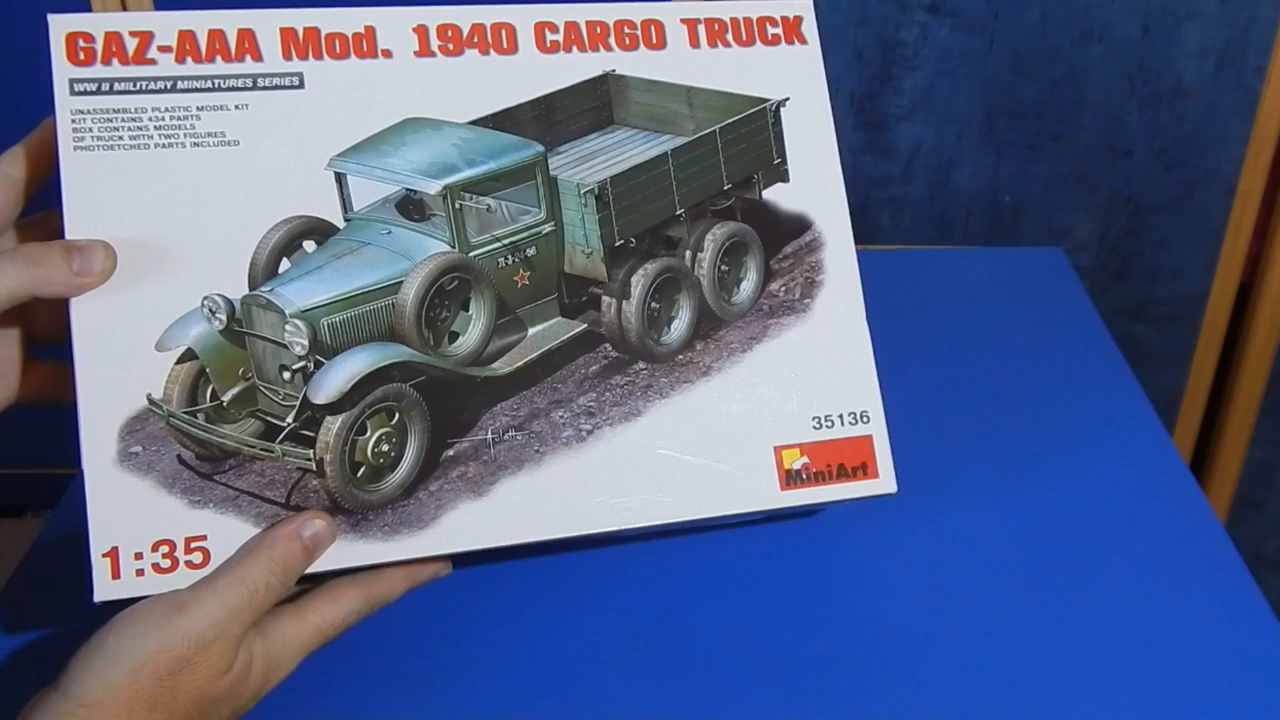 GAZ-AAA Mod. 1940 CARGO TRUCK
WW II MILITARY MINIATURES SERIES
UNASSEMBLED PLASTIC MODEL KIT
KIT CONTAINS 434 PARTS
BOX CONTAINS MODELS
OF TRUCK WITH TWO FIGURES
PHOTOETCHED PARTS INCLUDED
35136
MiniArt
1:35